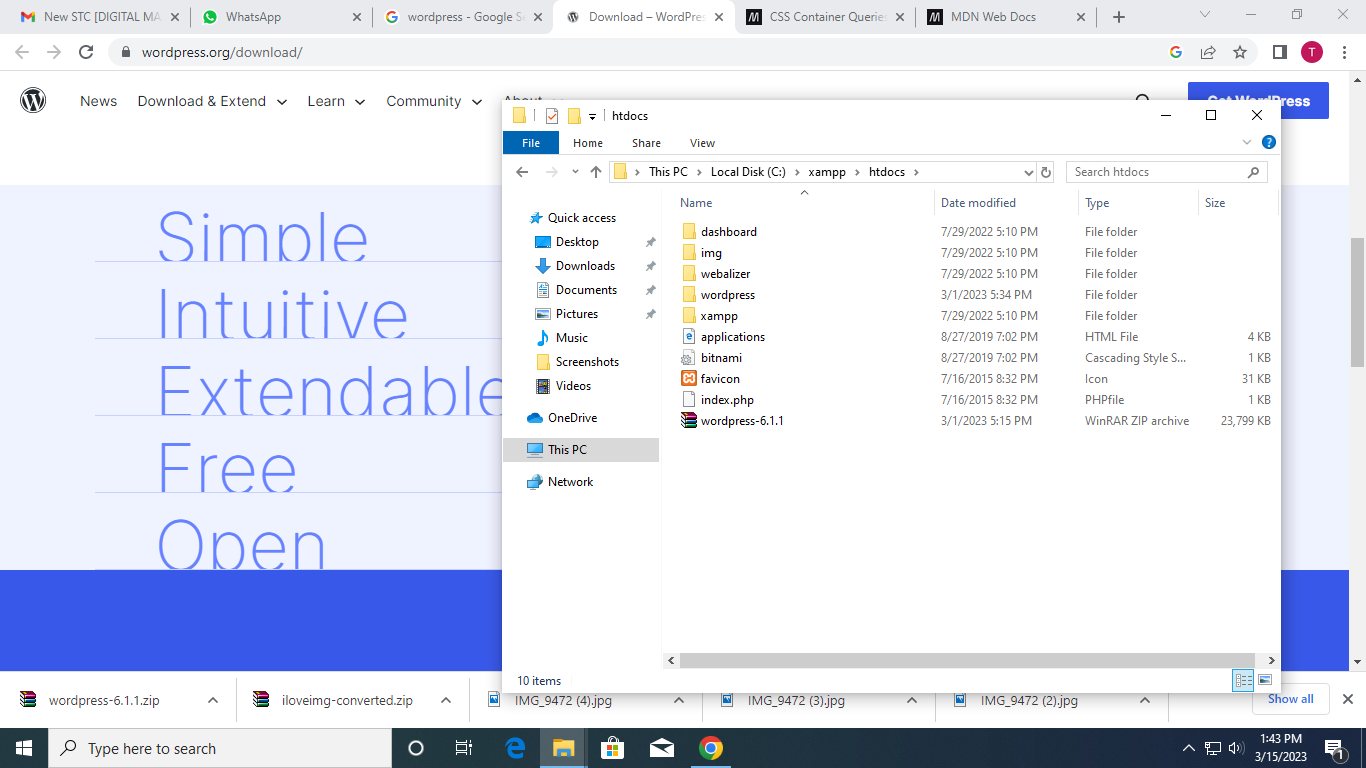 New STC [DIGITAL MA
WhatsApp
wordpress - Google S
Download – WordPres
CSS Container Querie
MDN Web Docs
wordpress.org/download/
T
News
Download & Extend
Learn
Community
About
Get WordPress
Simple
Intuitive
Extendable
Free
Open
htdocs
File
Home
Share
View
This PC
Local Disk (C:)
xampp
htdocs
Search htdocs
Quick access
Desktop
Downloads
Documents
Pictures
Music
Screenshots
Videos
OneDrive
This PC
Network
Name Date modified Type Size
dashboard 7/29/2022 5:10 PM File folder
img 7/29/2022 5:10 PM File folder
webalizer 7/29/2022 5:10 PM File folder
wordpress 3/1/2023 5:34 PM File folder
xampp 7/29/2022 5:10 PM File folder
applications 8/27/2019 7:02 PM HTML File 4 KB
bitnami 8/27/2019 7:02 PM Cascading Style S... 1 KB
favicon 7/16/2015 8:32 PM Icon 31 KB
index.php 7/16/2015 8:32 PM PHPfile 1 KB
wordpress-6.1.1 3/1/2023 5:15 PM WinRAR ZIP archive 23,799 KB
10 items
wordpress-6.1.1.zip
iloveimg-converted.zip
IMG_9472 (4).jpg
IMG_9472 (3).jpg
IMG_9472 (2).jpg
Show all
Type here to search
1:43 PM
3/15/2023
1